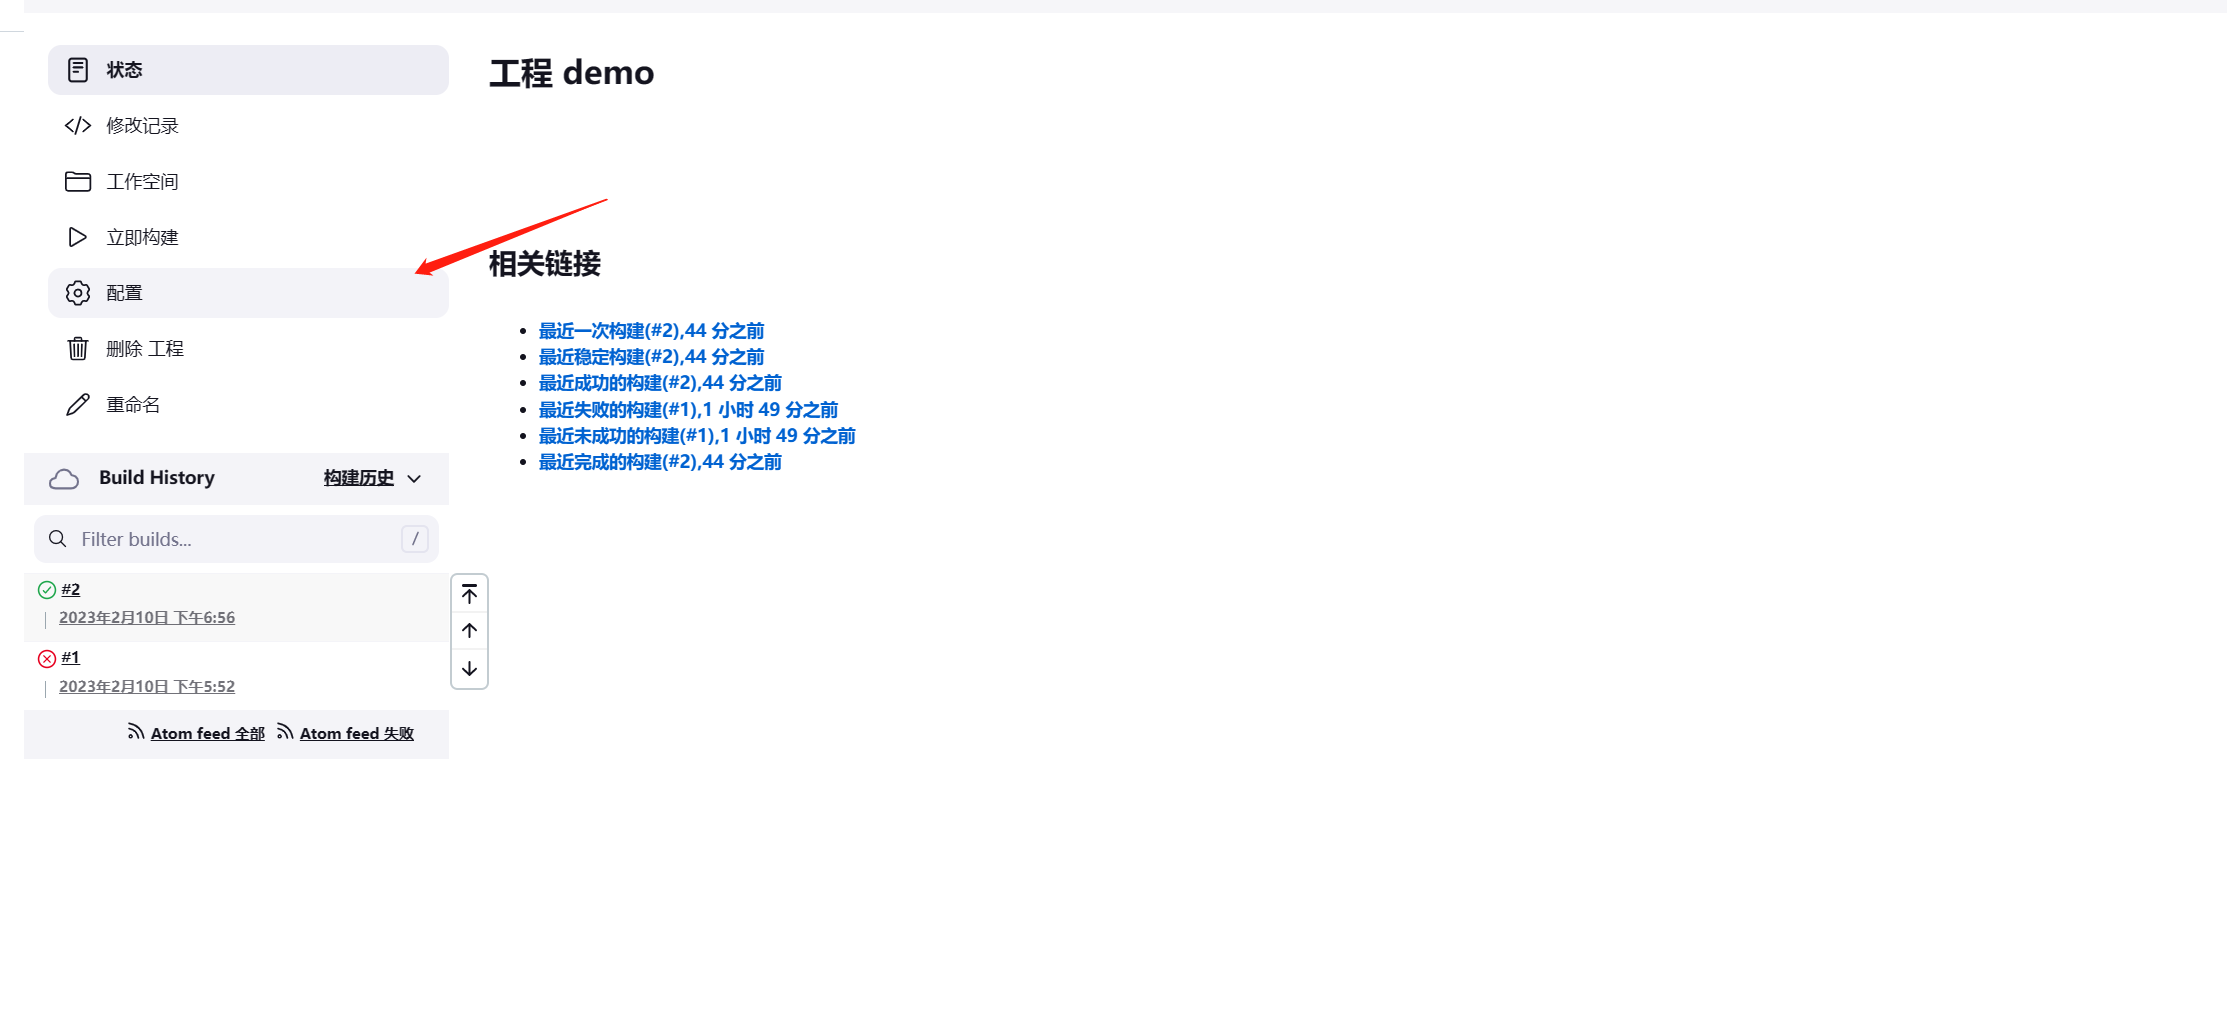 状态
修改记录
工作空间
立即构建
配置
删除 工程
重命名
Build History 构建历史
Filter builds... /
#2
2023年2月10日 下午6:56
#1
2023年2月10日 下午5:52
Atom feed 全部 Atom feed 失败
工程 demo
相关链接
最近一次构建(#2),44 分之前
最近稳定构建(#2),44 分之前
最近成功的构建(#2),44 分之前
最近失败的构建(#1),1 小时 49 分之前
最近未成功的构建(#1),1 小时 49 分之前
最近完成的构建(#2),44 分之前